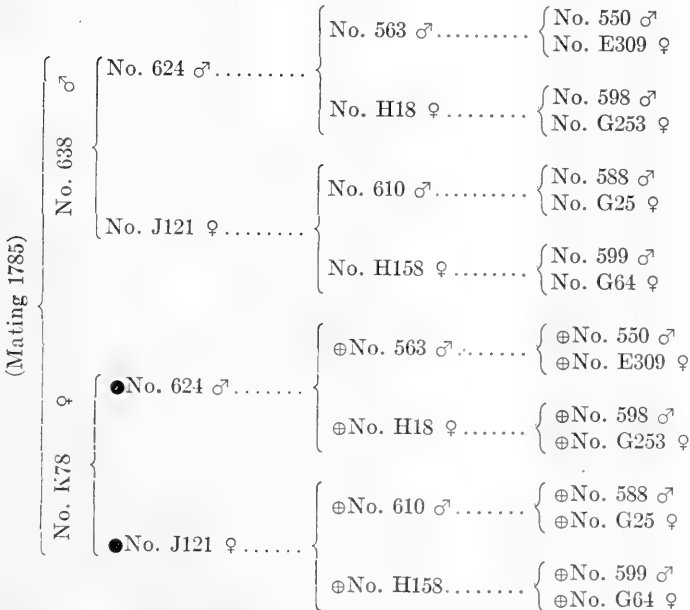 (Mating 1785)
No. 638 ♂
No. 624 ♂
No. 563 ♂
No. 550 ♂
No. E309 ♀
No. H18 ♀
No. 598 ♂
No. G253 ♀
No. J121 ♀
No. 610 ♂
No. 588 ♂
No. G25 ♀
No. H158 ♀
No. 599 ♂
No. G64 ♀
No. K78 ♀
●No. 624 ♂
⊕No. 563 ♂
⊕No. 550 ♂
⊕No. E309 ♀
⊕No. H18 ♀
⊕No. 598 ♂
⊕No. G253 ♀
●No. J121 ♀
⊕No. 610 ♂
⊕No. 588 ♂
⊕No. G25 ♀
⊕No. H158
⊕No. 599 ♂
⊕No. G64 ♀